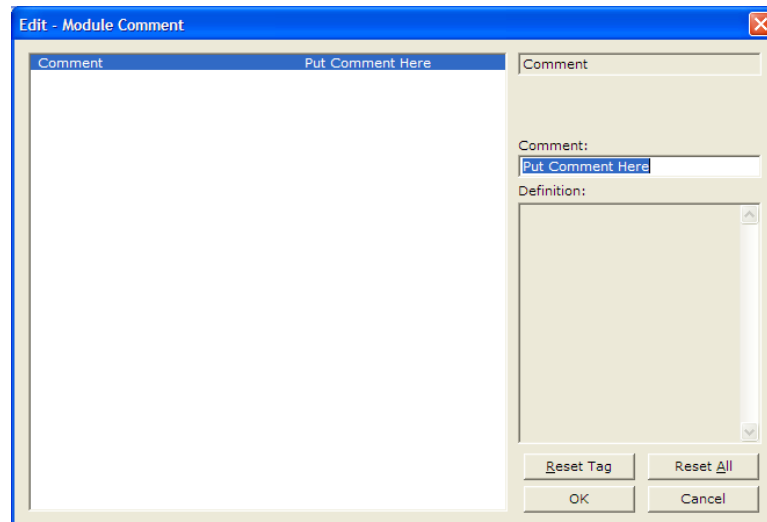 Edit - Module Comment
Comment Put Comment Here
Comment
Comment:
Put Comment Here
Definition:
Reset Tag Reset All
OK Cancel